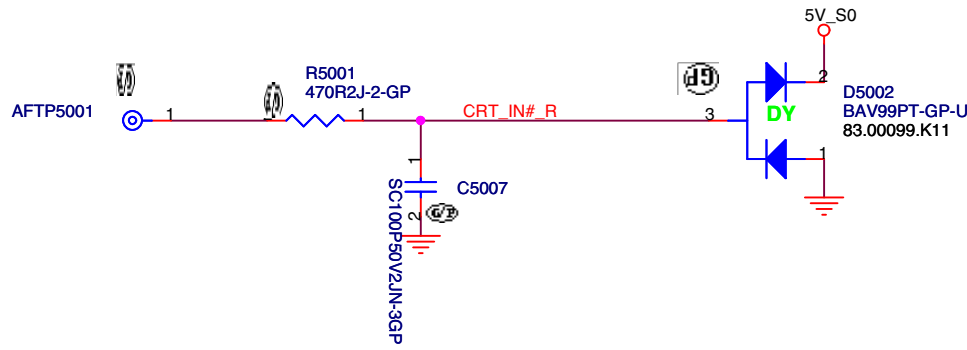 5V_S0
R5001
470R2J-2-GP
AFTP5001
1
1
CRT_IN#_R
3
2
DY
D5002
BAV99PT-GP-U
83.00099.K11
1
1
C5007
2
SC100P50V2JN-3GP
G/P
GP